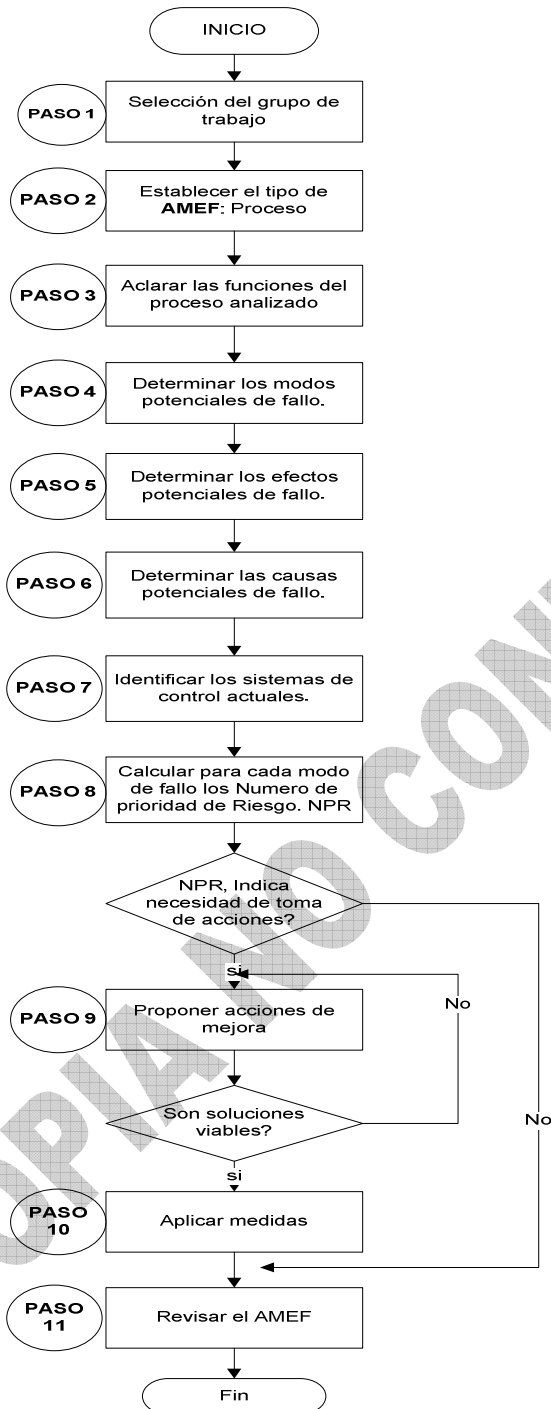 INICIO
PASO 1
Selección del grupo de
trabajo
PASO 2
Establecer el tipo de
AMEF: Proceso
PASO 3
Aclarar las funciones del
proceso analizado
PASO 4
Determinar los modos
potenciales de fallo.
PASO 5
Determinar los efectos
potenciales de fallo.
PASO 6
Determinar las causas
potenciales de fallo.
PASO 7
Identificar los sistemas de
control actuales.
PASO 8
Calcular para cada modo
de fallo los Numero de
prioridad de Riesgo. NPR
NPR, Indica
necesidad de toma
de acciones?
si
No
PASO 9
Proponer acciones de
mejora
Son soluciones
viables?
No
si
PASO
10
Aplicar medidas
PASO
11
Revisar el AMEF
Fin
OPIA NO CON